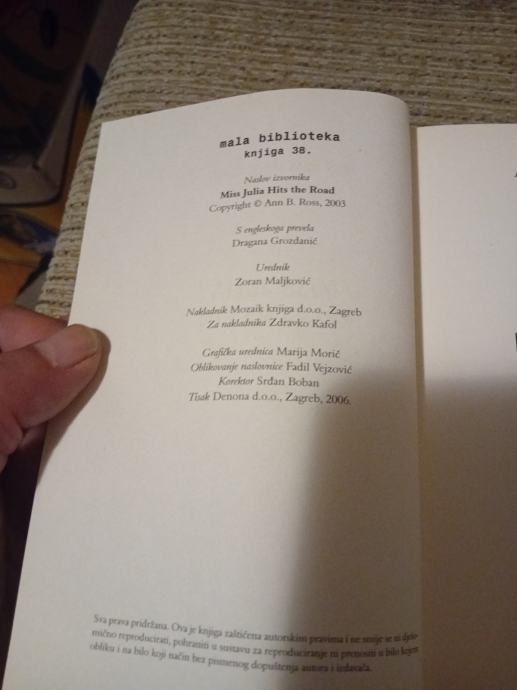 mala biblioteka
knjiga 38.
Naslov izvornika
Miss Julia Hits the Road
Copyright © Ann B. Ross, 2003
S engleskoga prevela
Dragana Grozdanić
Urednik
Zoran Maljković
Nakladnik Mozaik knjiga d.o.o., Zagreb
Za nakladnika Zdravko Kafol
Grafička urednica Marija Morić
Oblikovanje naslovnice Fadil Vejzović
Korektor Srđan Boban
Tisak Denona d.o.o., Zagreb, 2006.
Sva prava pridržana. Ova je knjiga zaštićena autorskim pravima i ne smije se ni djelo-
mično reproducirati, pohraniti u sustavu za reproduciranje ni prenositi u bilo kojem
obliku i na bilo koji način bez pismenog dopuštenja autora i izdavača.